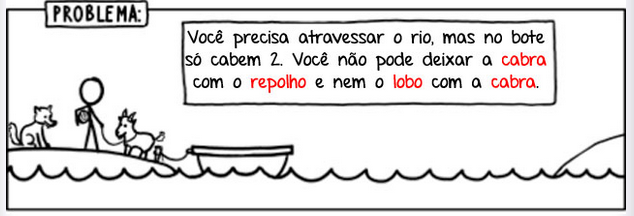 PROBLEMA:
Você precisa atravessar o rio, mas no bote
só cabem 2. Você não pode deixar a cabra
com o repolho e nem o lobo com a cabra.